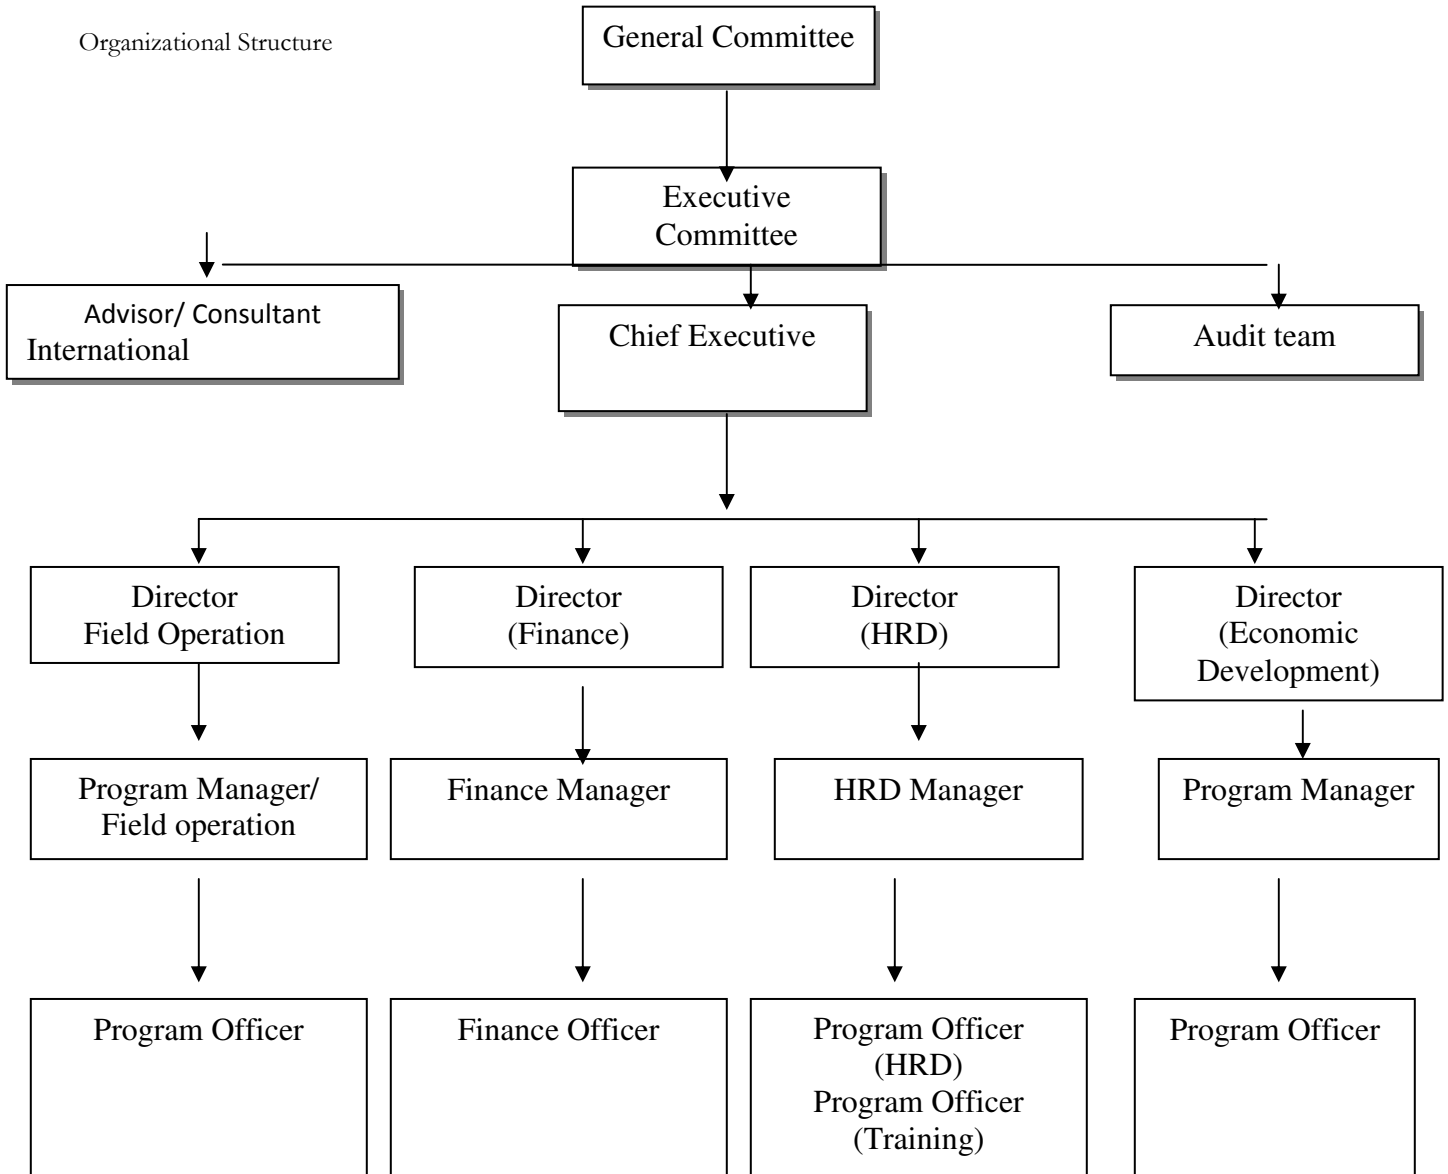 Organizational Structure
General Committee
Executive
Committee
Advisor/ Consultant
International
Chief Executive
Audit team
Director
Field Operation
Director
(Finance)
Director
(HRD)
Director
(Economic
Development)
Program Manager/
Field operation
Finance Manager
HRD Manager
Program Manager
Program Officer
Finance Officer
Program Officer
(HRD)
Program Officer
(Training)
Program Officer